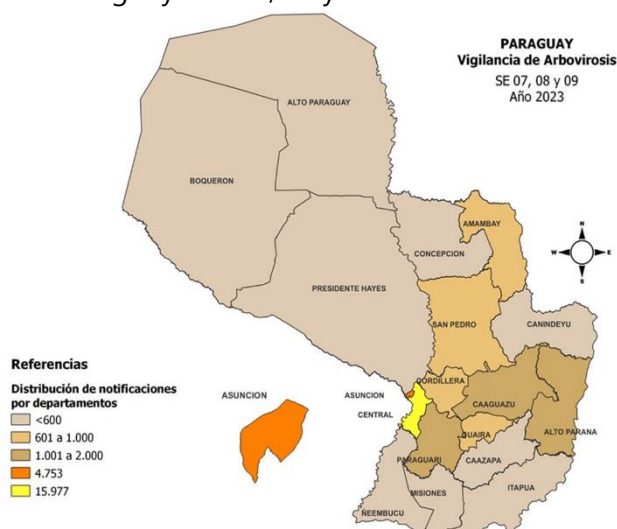 PARAGUAY
Vigilancia de Arbovirosis
SE 07, 08 y 09
Año 2023
ALTO PARAGUAY
BOQUERON
AMAMBAY
CONCEPCION
N
W
E
S
PRESIDENTE HAYES
SAN PEDRO
CANINDEYU
Referencias
Distribución de notificaciones
por departamentos
<600
601 a 1.000
1.001 a 2.000
4.753
15.977
ASUNCION
ASUNCION
CENTRAL
CORDILLERA
CAAGUAZU
ALTO PARANA
GUAIRA
PARAGUARI
CAAZAPA
ITAPUA
MISIONES
ÑEEMBUCU